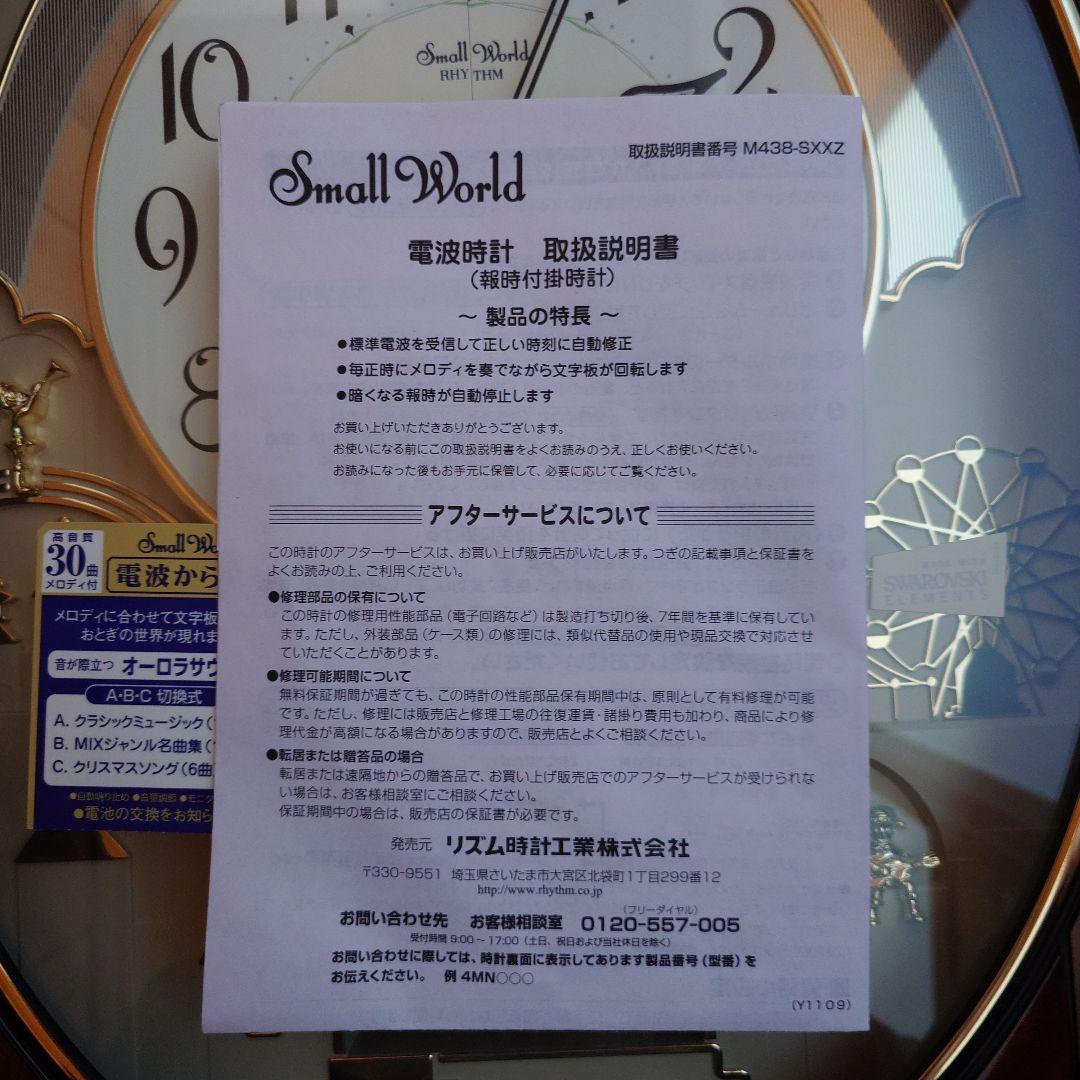 Small World
RHYTHM
10
2
9
8
Small World
取扱説明書番号 M438-SXXZ
電波時計 取扱説明書
(報時付掛時計)
～ 製品の特長 ～
●標準電波を受信して正しい時刻に自動修正
●毎正時にメロディを奏でながら文字板が回転します
●暗くなる報時が自動停止します
お買い上げいただきありがとうございます。
お使いになる前にこの取扱説明書をよくお読みのうえ、正しくお使いください。
お読みになった後もお手元に保管して、必要に応じてご覧ください。
アフターサービスについて
この時計のアフターサービスは、お買い上げ販売店がいたします。つぎの記載事項と保証書を
よくお読みの上、ご利用ください。
●修理部品の保有について
この時計の修理用性能部品(電子回路など)は製造打ち切り後、7年間を基準に保有してい
ます。ただし、外装部品(ケース類)の修理には、類似代替品の使用や現品交換で対応させ
ていただくことがあります。
●修理可能期間について
無料保証期間が過ぎても、この時計の性能部品保有期間中は、原則として有料修理が可能
です。ただし、修理には販売店と修理工場の往復運賃・諸掛り費用も加わり、商品により修
理代金が高額になる場合がありますので、販売店とよくご相談ください。
●転居または贈答品の場合
転居または遠隔地からの贈答品で、お買い上げ販売店でのアフターサービスが受けられな
い場合は、お客様相談室にご相談ください。
保証期間中の場合は、販売店の保証書が必要です。
発売元 リズム時計工業株式会社
〒330-9551 埼玉県さいたま市大宮区北袋町1丁目299番12
http://www.rhythm.co.jp
(フリーダイヤル)
お問い合わせ先 お客様相談室 0120-557-005
受付時間 9:00～17:00 (土日、祝日および当社休日を除く)
お問い合わせに際しては、時計裏面に表示してあります製品番号(型番)を
お伝えください。 例 4MN○○○
(Y1109)
高音質
30曲
メロディ付
Small Wo
電波から
メロディに合わせて文字板
おとぎの世界が現れま
音が際立つ オーロラサウ
A・B・C 切換式
A. クラシックミュージック(
B. MIXジャンル名曲集(
C. クリスマスソング(6曲
●自動鳴り止め ●音量調節 ●モニタ
●電池の交換をお知ら
SWAROVSKI
ELEMENTS